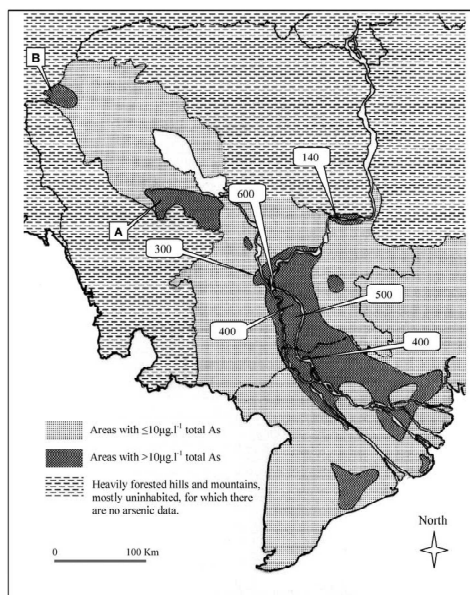 B
140
600
A
300
500
400
400
Areas with ≤10µg.l⁻¹ total As
Areas with >10µg.l⁻¹ total As
Heavily forested hills and mountains,
mostly uninhabited, for which there
are no arsenic data.
North
0 100 Km